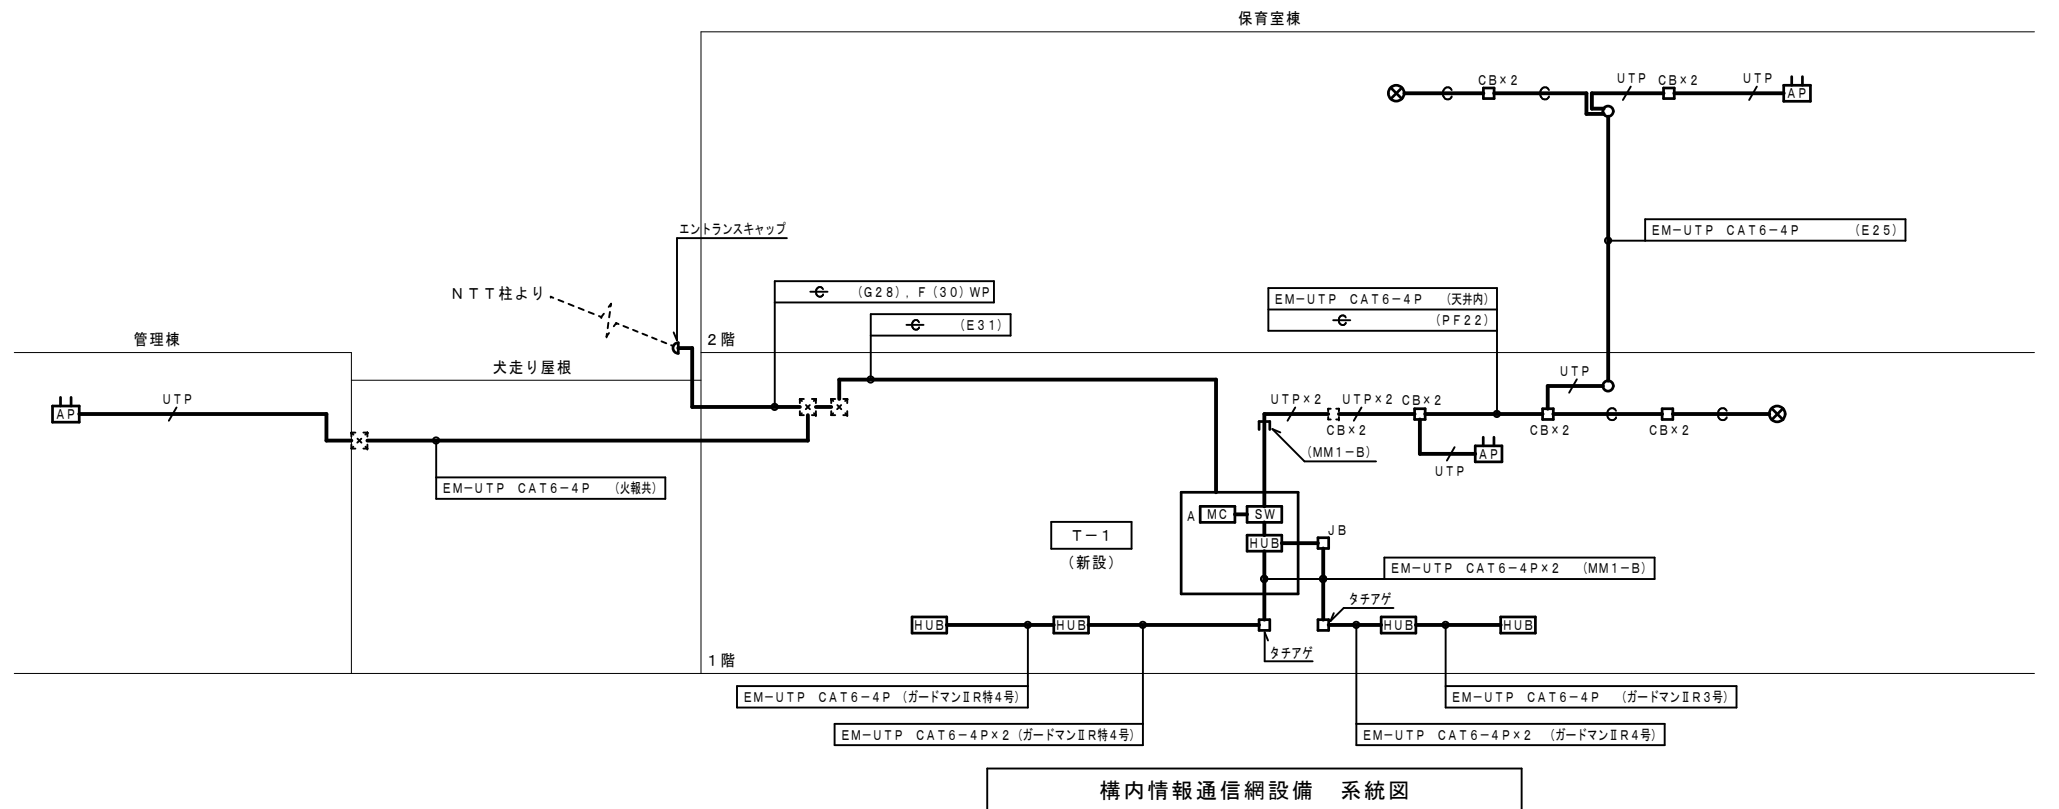 保育室棟
CB×2
UTP
CB×2
UTP
AP
エントランスキャップ
EM-UTP CAT6-4P (E25)
NTT柱より
(G28), F(30)WP
EM-UTP CAT6-4P (天井内)
(PF22)
(E31)
管理棟
2階
犬走り屋根
UTP
UTP
AP
UTP×2
UTP×2
CB×2
CB×2
CB×2
CB×2
(MM1-B)
UTP
AP
EM-UTP CAT6-4P (火報共)
A
MC
SW
T-1
(新設)
HUB
JB
EM-UTP CAT6-4P×2 (MM1-B)
タチアゲ
HUB
HUB
HUB
HUB
タチアゲ
1階
EM-UTP CAT6-4P (ガードマンⅡR特4号)
EM-UTP CAT6-4P (ガードマンⅡR3号)
EM-UTP CAT6-4P×2 (ガードマンⅡR特4号)
EM-UTP CAT6-4P×2 (ガードマンⅡR4号)
構内情報通信網設備 系統図